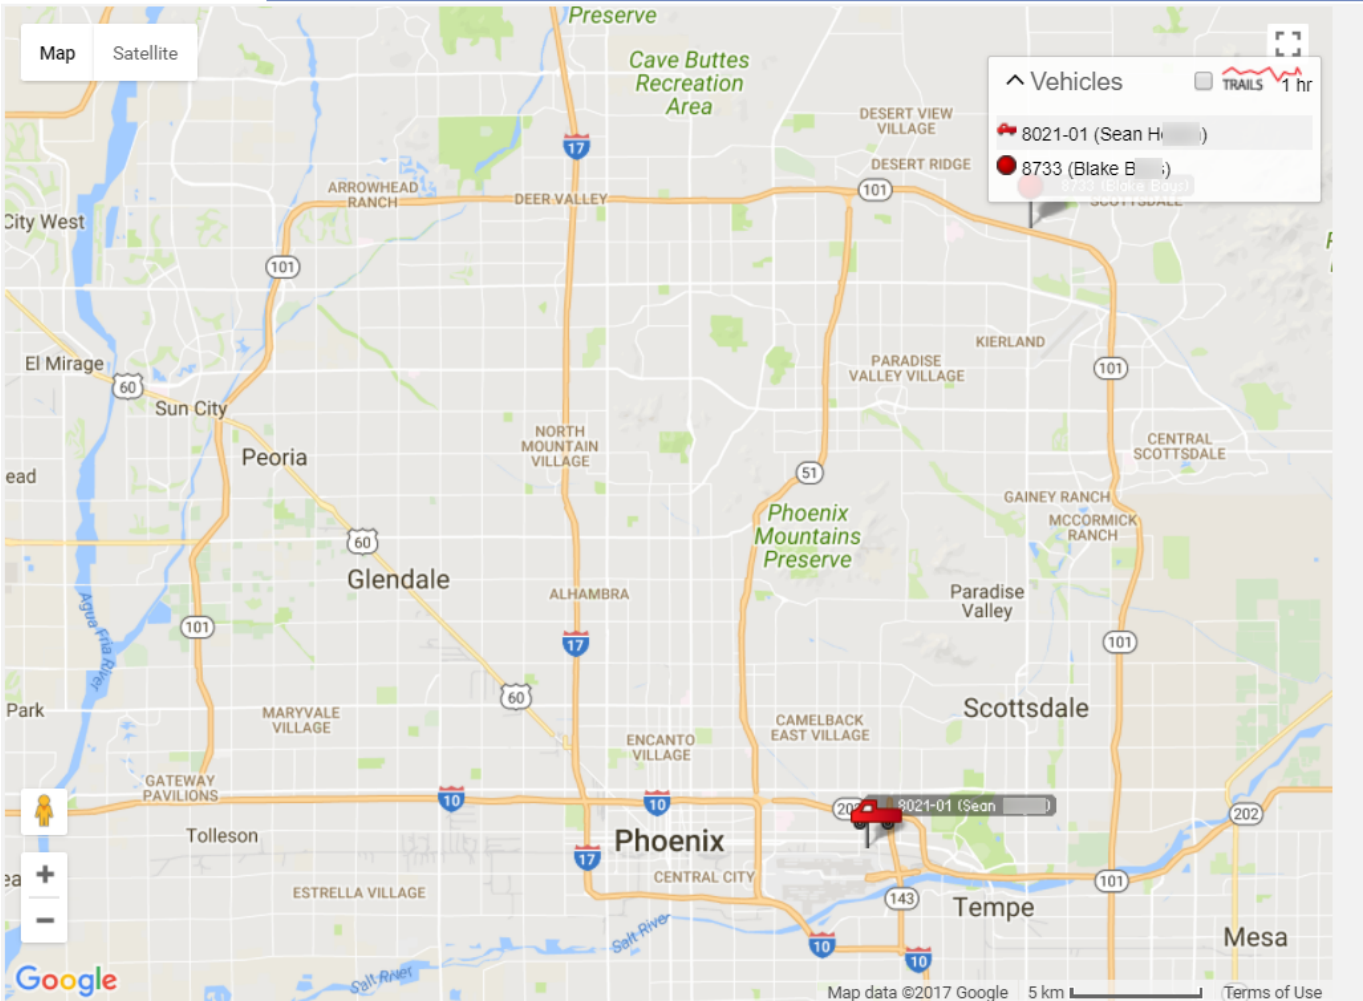 Preserve
Map
Satellite
Cave Buttes
Recreation
Area
Vehicles
TRAILS
1 hr
8021-01 (Sean H
8733 (Blake B
DESERT VIEW
VILLAGE
DESERT RIDGE
17
101
ARROWHEAD
RANCH
DEER VALLEY
SCOTTSDALE
City West
101
El Mirage
60
Sun City
KIERLAND
PARADISE
VALLEY VILLAGE
101
NORTH
MOUNTAIN
VILLAGE
CENTRAL
SCOTTSDALE
Peoria
ead
51
GAINEY RANCH
MCCORMICK
RANCH
Phoenix
Mountains
Preserve
60
Glendale
ALHAMBRA
Paradise
Valley
Agua Fria River
101
17
101
60
Park
MARYVALE
VILLAGE
Scottsdale
CAMELBACK
EAST VILLAGE
ENCANTO
VILLAGE
GATEWAY
PAVILIONS
10
10
8021-01 (Sean
202
Tolleson
Phoenix
17
CENTRAL CITY
101
ESTRELLA VILLAGE
143
Tempe
Salt River
10
10
Mesa
Salt River
Google
Map data ©2017 Google
5 km
Terms of Use